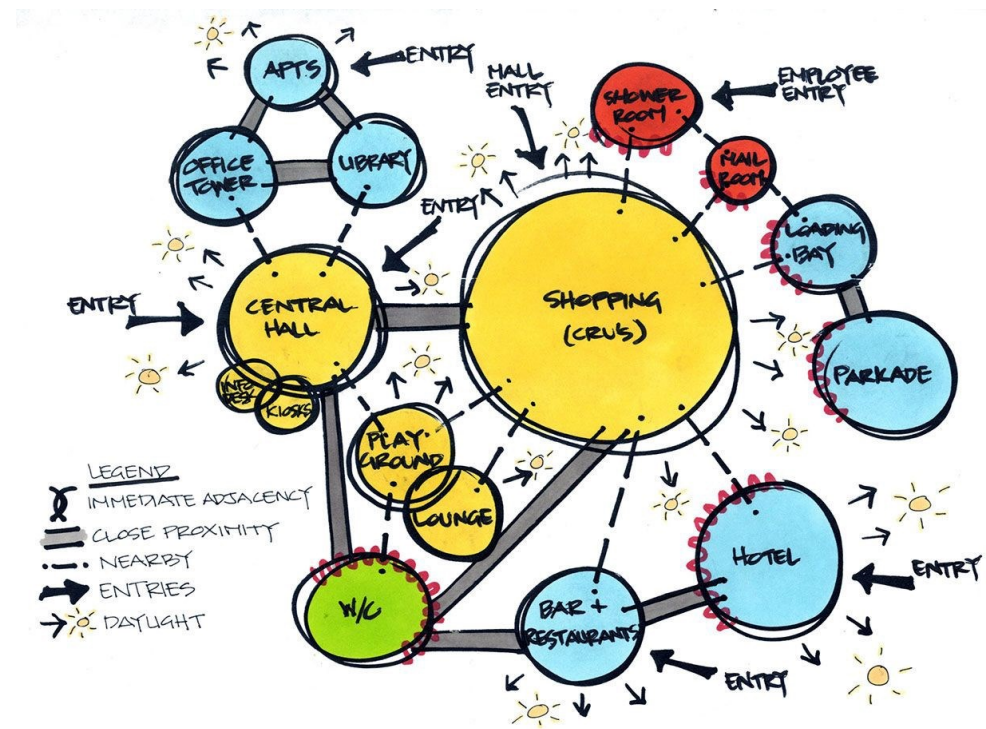 APTS
ENTRY
MALL
ENTRY
SHOWER
ROOM
EMPLOYEE
ENTRY
OFFICE
TOWER
LIBRARY
MAIL
ROOM
ENTRY
LOADING
BAY
ENTRY
CENTRAL
HALL
SHOPPING
(CRU'S)
PARKADE
INFO
DESK
KIOSKS
PLAY
GROUND
LOUNGE
LEGEND
IMMEDIATE ADJACENCY
CLOSE PROXIMITY
NEARBY
ENTRIES
DAYLIGHT
HOTEL
ENTRY
W/C
BAR +
RESTAURANTS
ENTRY